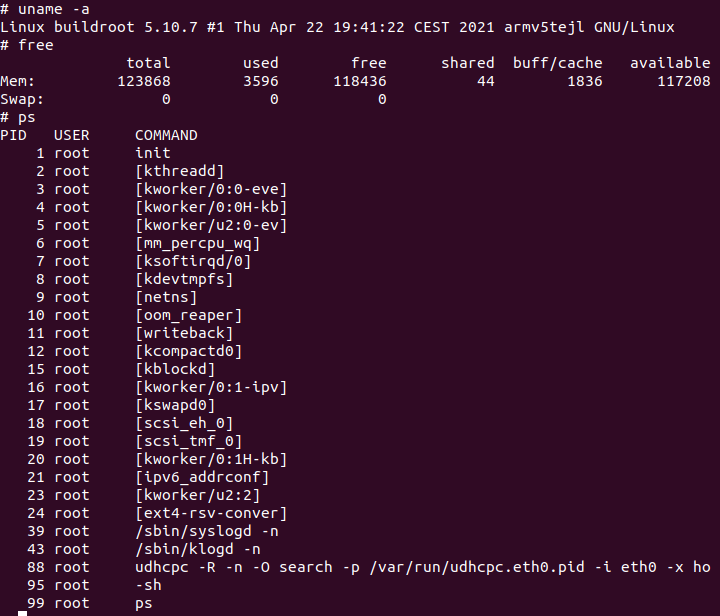 # uname -a
Linux buildroot 5.10.7 #1 Thu Apr 22 19:41:22 CEST 2021 armv5tejl GNU/Linux
# free
              total        used        free      shared  buff/cache   available
Mem:         123868        3596      118436          44        1836      117208
Swap:             0           0           0
# ps
PID   USER     COMMAND
    1 root     init
    2 root     [kthreadd]
    3 root     [kworker/0:0-eve]
    4 root     [kworker/0:0H-kb]
    5 root     [kworker/u2:0-ev]
    6 root     [mm_percpu_wq]
    7 root     [ksoftirqd/0]
    8 root     [kdevtmpfs]
    9 root     [netns]
   10 root     [oom_reaper]
   11 root     [writeback]
   12 root     [kcompactd0]
   15 root     [kblockd]
   16 root     [kworker/0:1-ipv]
   17 root     [kswapd0]
   18 root     [scsi_eh_0]
   19 root     [scsi_tmf_0]
   20 root     [kworker/0:1H-kb]
   21 root     [ipv6_addrconf]
   23 root     [kworker/u2:2]
   24 root     [ext4-rsv-conver]
   39 root     /sbin/syslogd -n
   43 root     /sbin/klogd -n
   88 root     udhcpc -R -n -O search -p /var/run/udhcpc.eth0.pid -i eth0 -x ho
   95 root     -sh
   99 root     ps